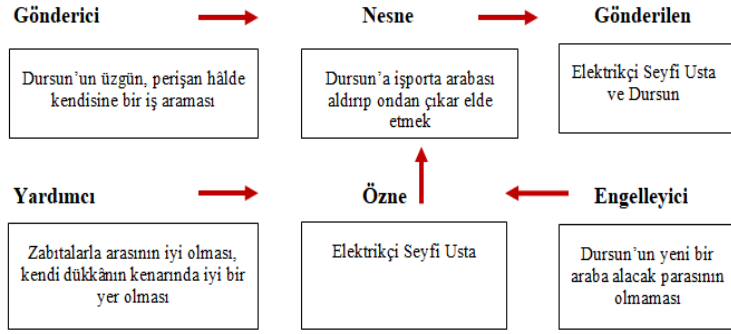 Gönderici
Nesne
Gönderilen
Dursun’un üzgün, perişan hâlde
kendisine bir iş araması
Dursun’a işporta arabası
aldırıp ondan çıkar elde
etmek
Elektrikçi Seyfi Usta
ve Dursun
Yardımcı
Özne
Engelleyici
Zabıtalarla arasının iyi olması,
kendi dükkânın kenarında iyi bir
yer olması
Elektrikçi Seyfi Usta
Dursun’un yeni bir
araba alacak parasının
olmaması